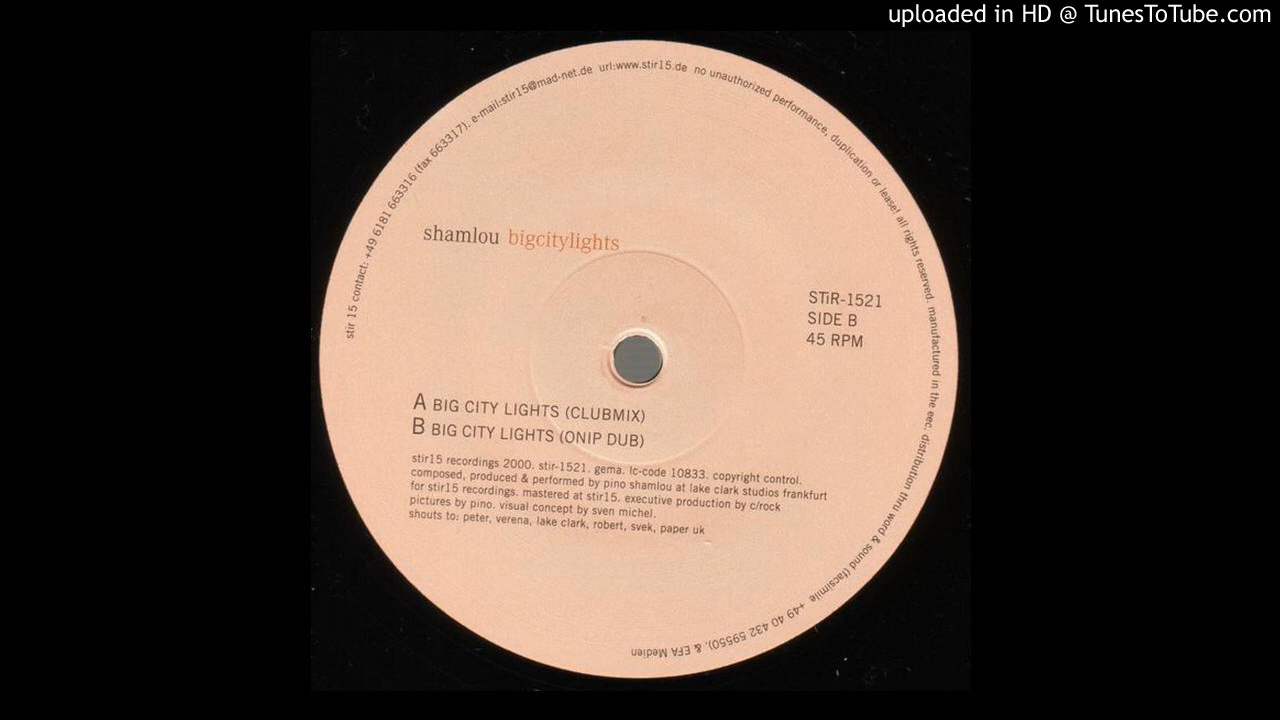 uploaded in HD @ TunesToTube.com
stir 15 contact: +49 6181 663316 (fax 663317). e-mail:stir15@mad-net.de url:www.stir15.de no unauthorized performance, duplication or lease! all rights reserved. manufactured in the eec. distribution thru word & sound (facsimile +49 40 432 59550). & EFA Medien
shamlou bigcitylights
STiR-1521
SIDE B
45 RPM
A BIG CITY LIGHTS (CLUBMIX)
B BIG CITY LIGHTS (ONIP DUB)
stir15 recordings 2000. stir-1521. gema. lc-code 10833. copyright control.
composed, produced & performed by pino shamlou at lake clark studios frankfurt
for stir15 recordings. mastered at stir15. executive production by c/rock
pictures by pino. visual concept by sven michel.
shouts to: peter, verena, lake clark, robert, svek, paper uk